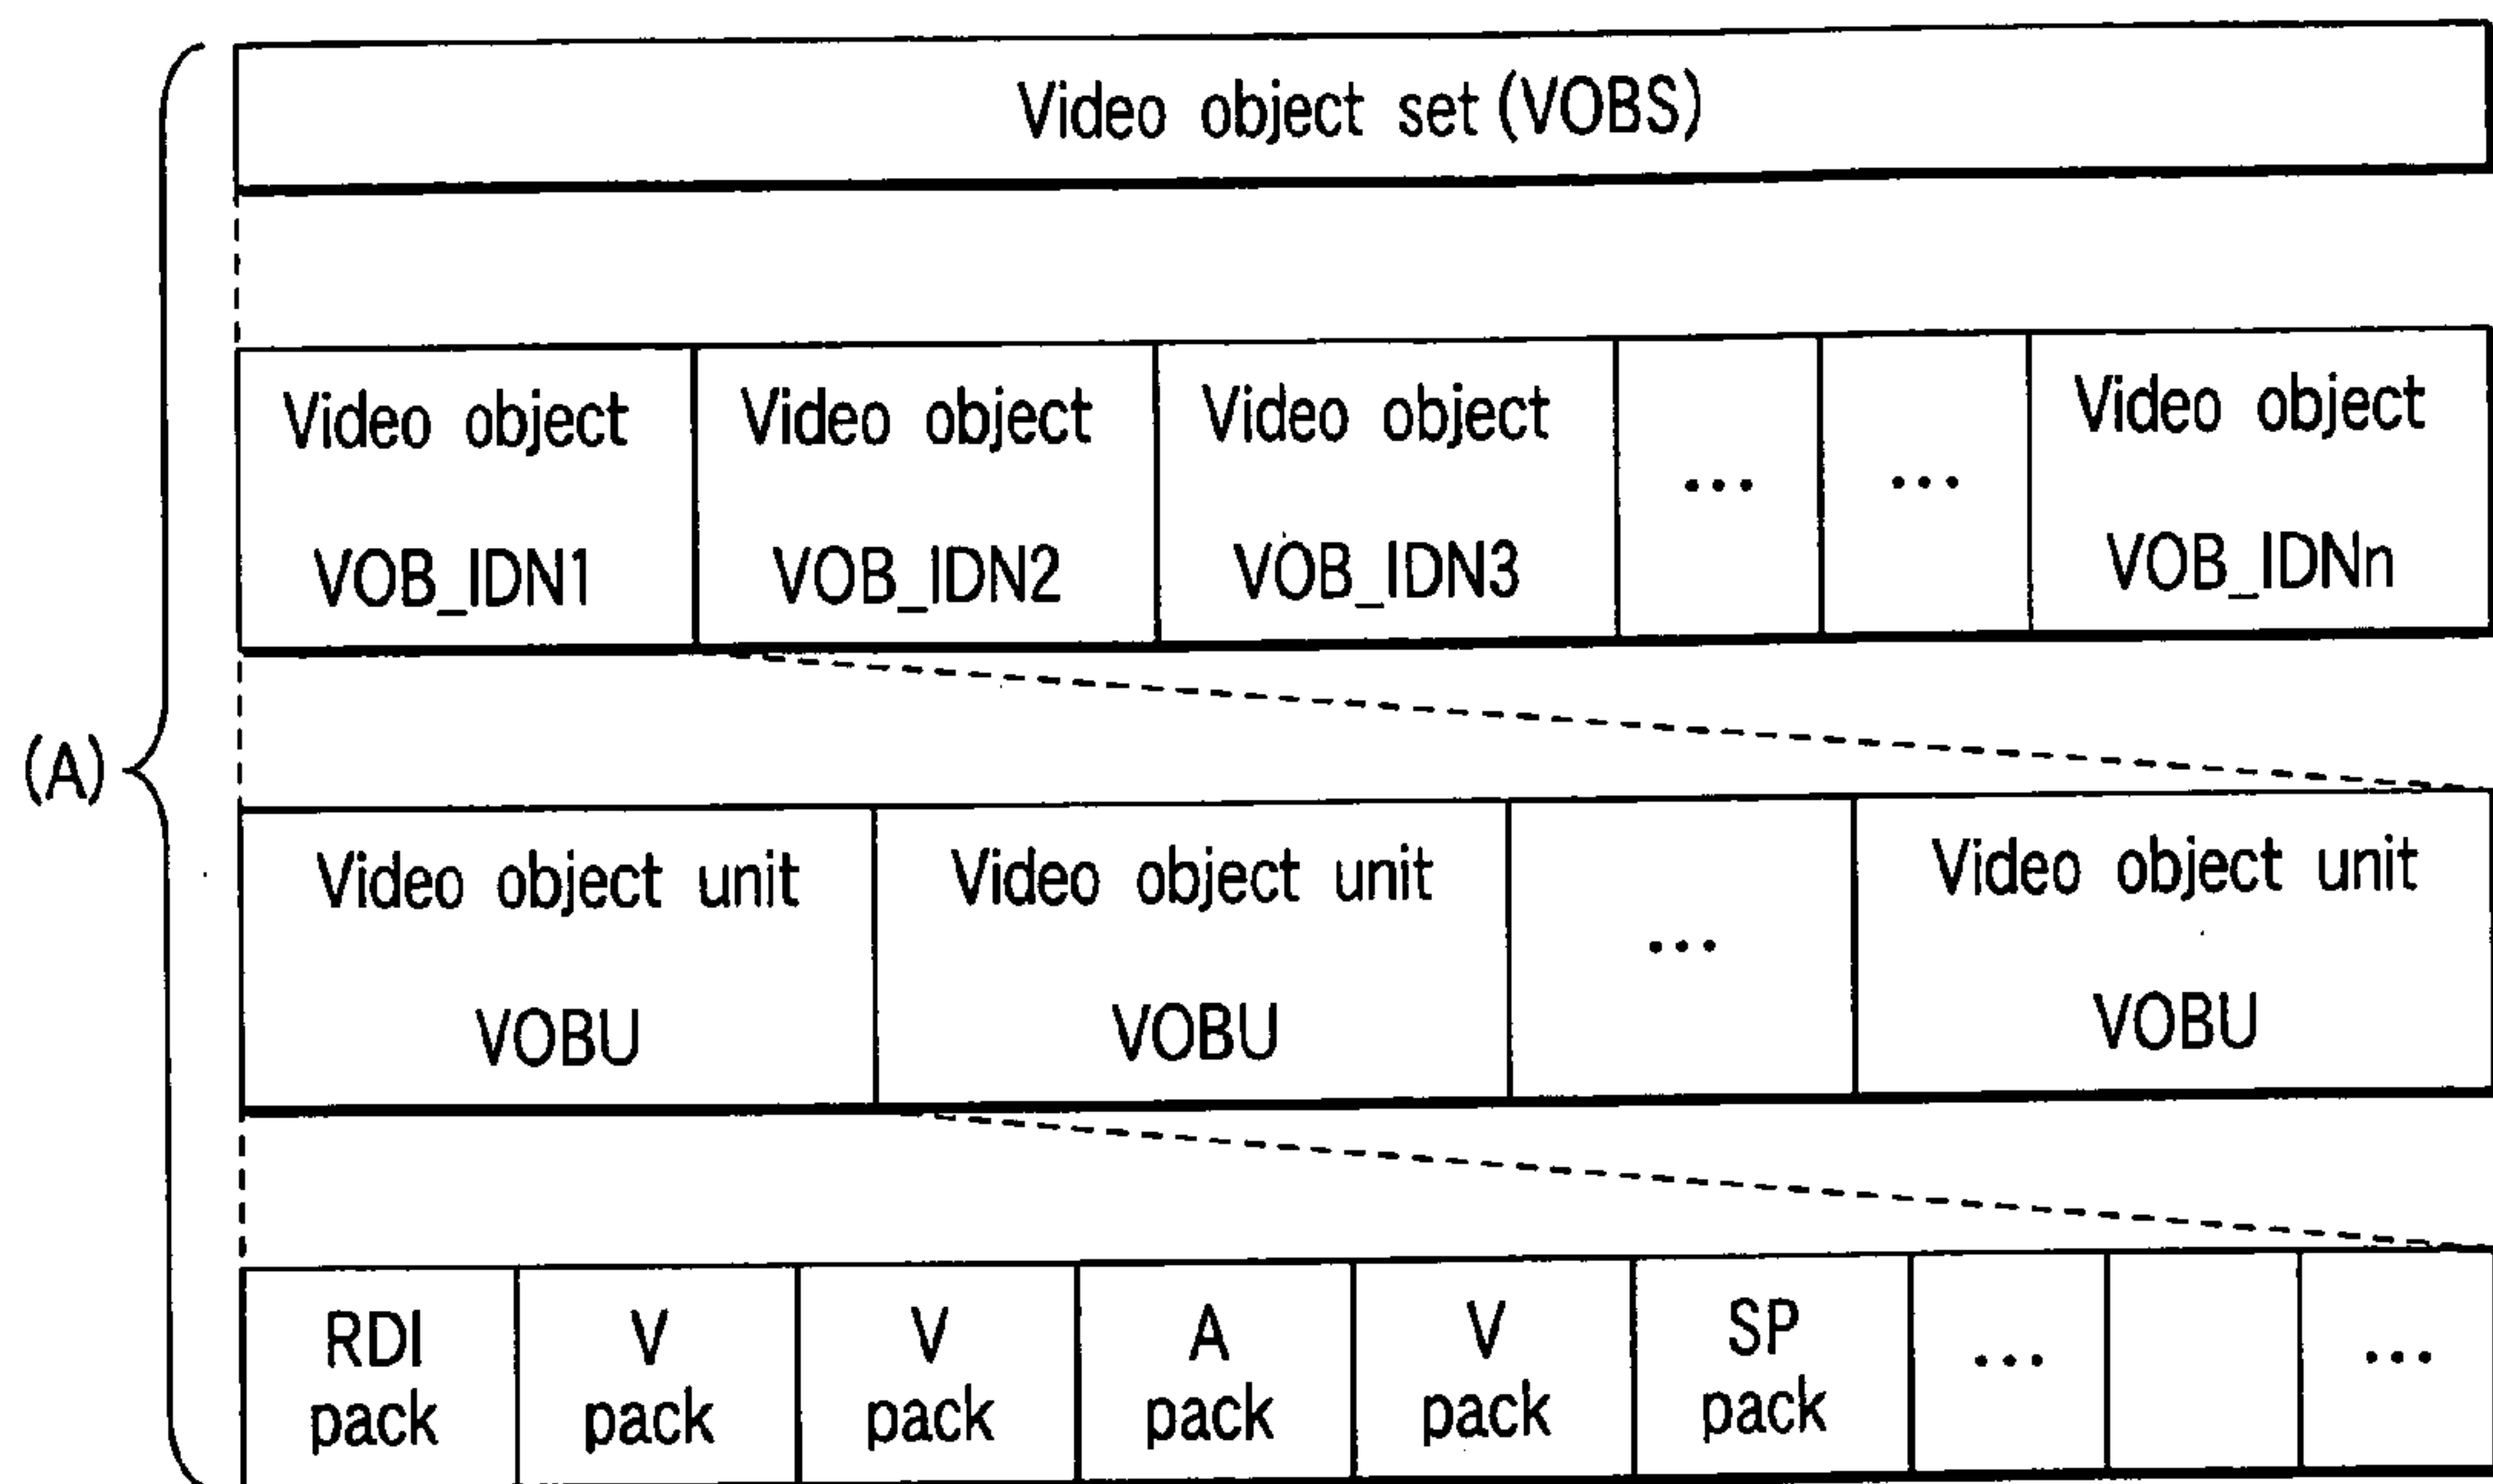 Video object set (VOBS)
Video object Video object Video object Video object
... ...
VOB_IDN1 VOB_IDN2 VOB_IDN3 VOB_IDNn
(A)
Video object unit Video object unit Video object unit
...
VOBU VOBU VOBU
RDI V V A V SP
... ...
pack pack pack pack pack pack